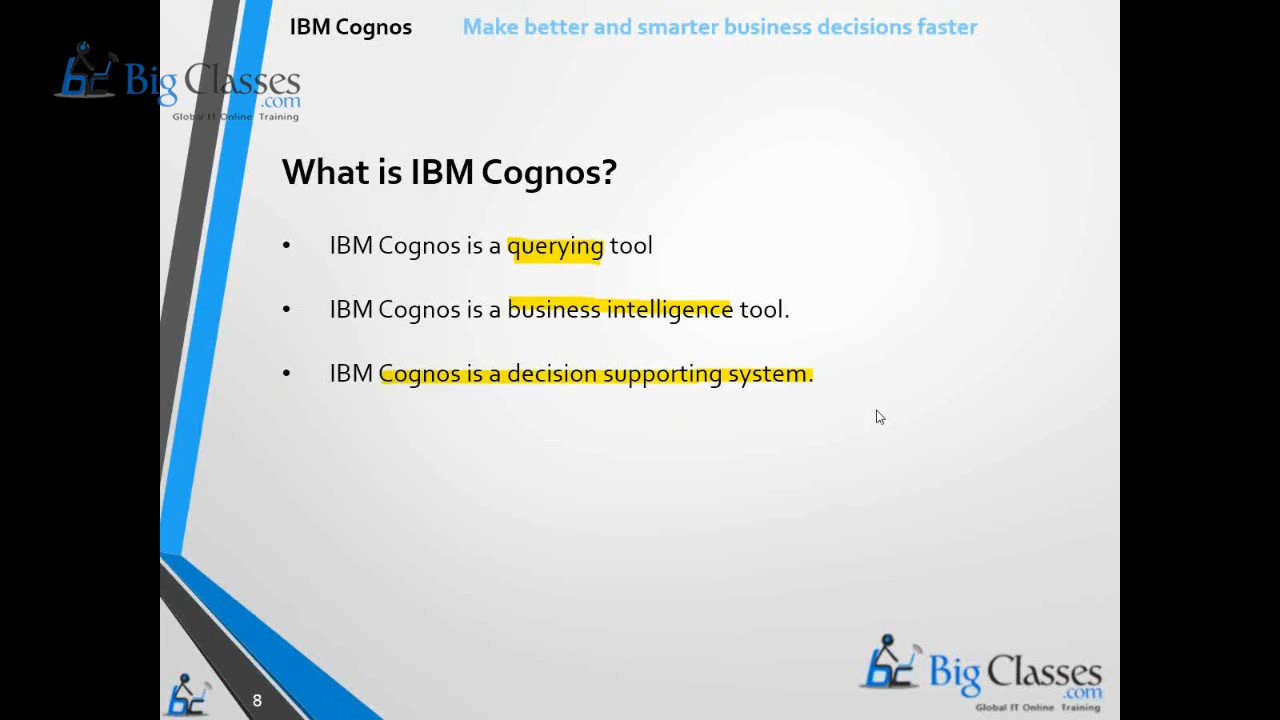 IBM Cognos Make better and smarter business decisions faster
Big Classes
.com
Global IT Online Training
What is IBM Cognos?
• IBM Cognos is a querying tool
• IBM Cognos is a business intelligence tool.
• IBM Cognos is a decision supporting system.
8
Big Classes
.com
Global IT Online Training